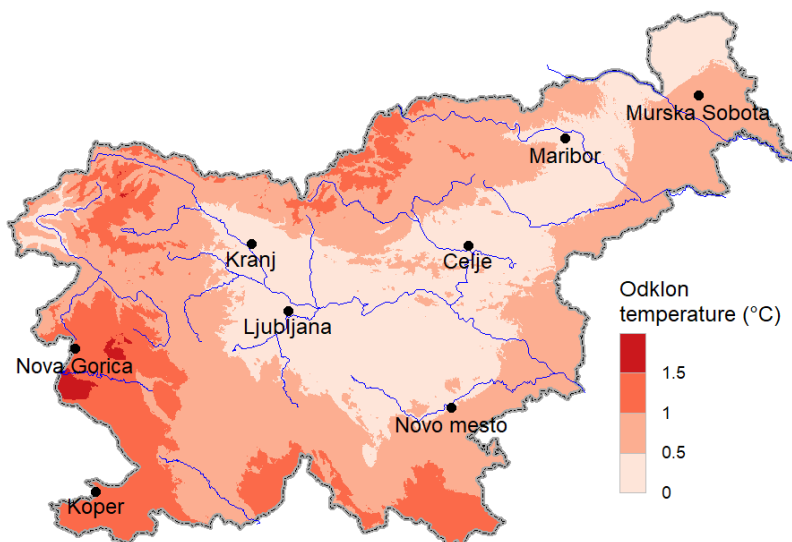 Murska Sobota
Maribor
Kranj
Celje
Ljubljana
Nova Gorica
Novo mesto
Koper
Odklon
temperature (°C)
1.5
1
0.5
0